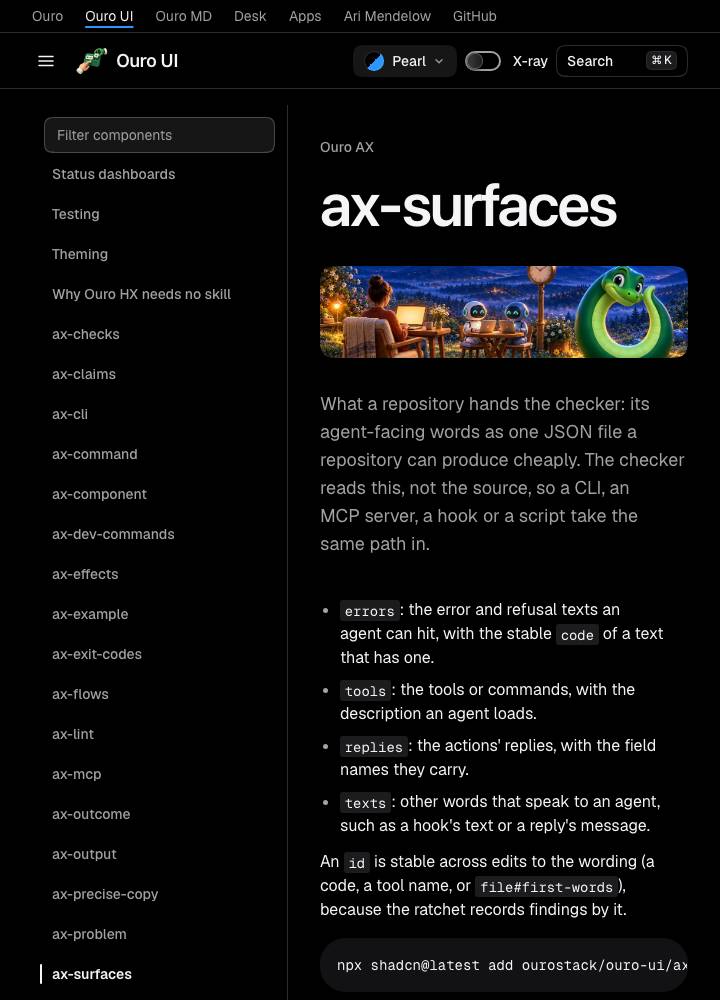 Ouro Ouro UI Ouro MD Desk Apps Ari Mendelow GitHub
Ouro UI Pearl X-ray Search ⌘ K
Filter components
Status dashboards
Testing
Theming
Why Ouro HX needs no skill
ax-checks
ax-claims
ax-cli
ax-command
ax-component
ax-dev-commands
ax-effects
ax-example
ax-exit-codes
ax-flows
ax-lint
ax-mcp
ax-outcome
ax-output
ax-precise-copy
ax-problem
ax-surfaces
Ouro AX
ax-surfaces
What a repository hands the checker: its
agent-facing words as one JSON file a
repository can produce cheaply. The checker
reads this, not the source, so a CLI, an
MCP server, a hook or a script take the
same path in.
errors: the error and refusal texts an
agent can hit, with the stable code of a text
that has one.
tools: the tools or commands, with the
description an agent loads.
replies: the actions' replies, with the field
names they carry.
texts: other words that speak to an agent,
such as a hook's text or a reply's message.
An id is stable across edits to the wording (a
code, a tool name, or file#first-words),
because the ratchet records findings by it.
npx shadcn@latest add ourostack/ouro-ui/ax